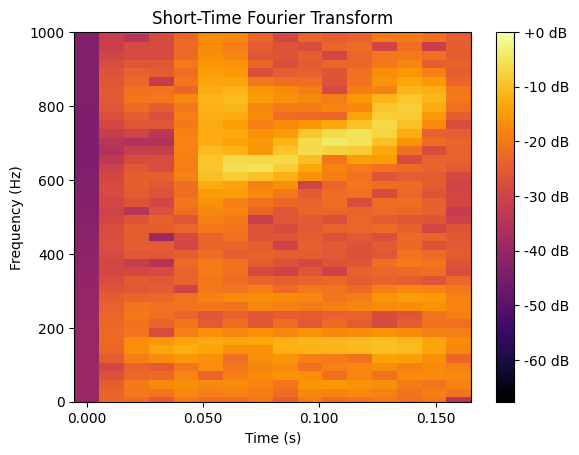 Short-Time Fourier Transform
1000
800
600
400
200
0
Frequency (Hz)
0.000
0.050
0.100
0.150
Time (s)
+0 dB
-10 dB
-20 dB
-30 dB
-40 dB
-50 dB
-60 dB